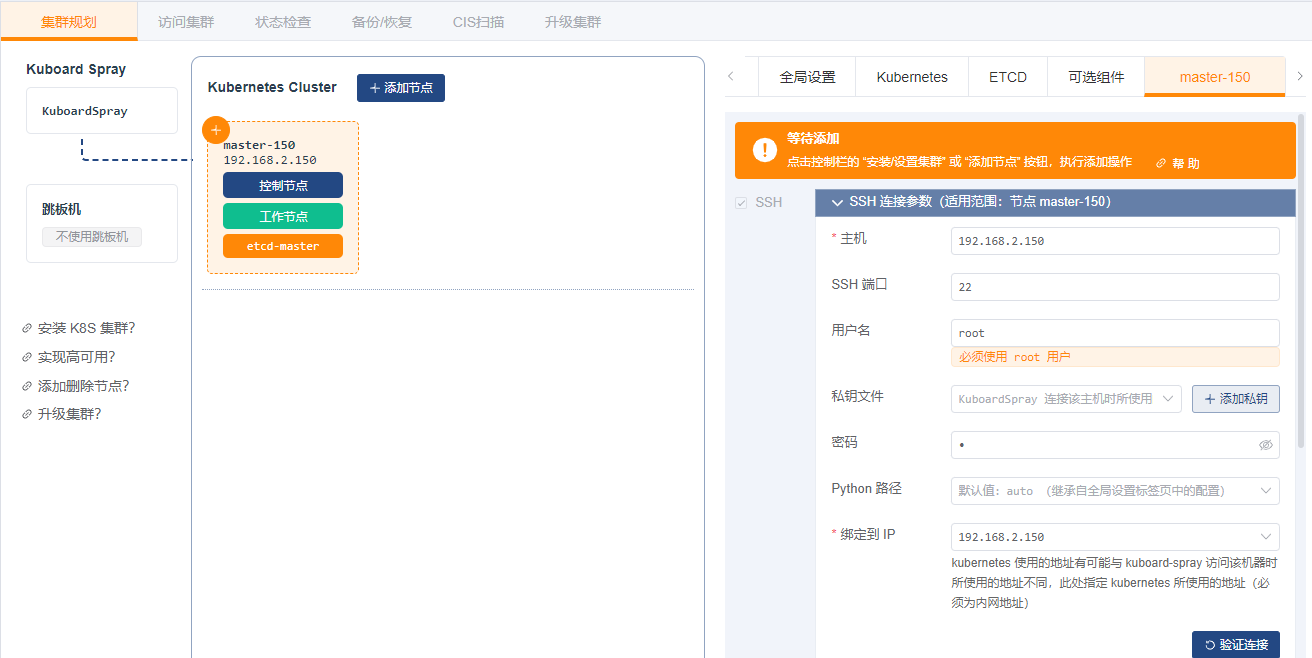 集群规划 访问集群 状态检查 备份/恢复 CIS扫描 升级集群
Kuboard Spray
KuboardSpray
跳板机
不使用跳板机
安装 K8S 集群?
实现高可用?
添加删除节点?
升级集群?
Kubernetes Cluster
添加节点
master-150
192.168.2.150
控制节点
工作节点
etcd-master
全局设置 Kubernetes ETCD 可选组件 master-150
等待添加
点击控制栏的 “安装/设置集群” 或 “添加节点” 按钮，执行添加操作 帮 助
SSH
SSH 连接参数（适用范围：节点 master-150）
* 主机 192.168.2.150
SSH 端口 22
用户名 root
必须使用 root 用户
私钥文件 KuboardSpray 连接该主机时所使用 添加私钥
密码 •
Python 路径 默认值: auto （继承自全局设置标签页中的配置）
* 绑定到 IP 192.168.2.150
kubernetes 使用的地址有可能与 kuboard-spray 访问该机器时
所使用的地址不同，此处指定 kubernetes 所使用的地址（必
须为内网地址）
验证连接